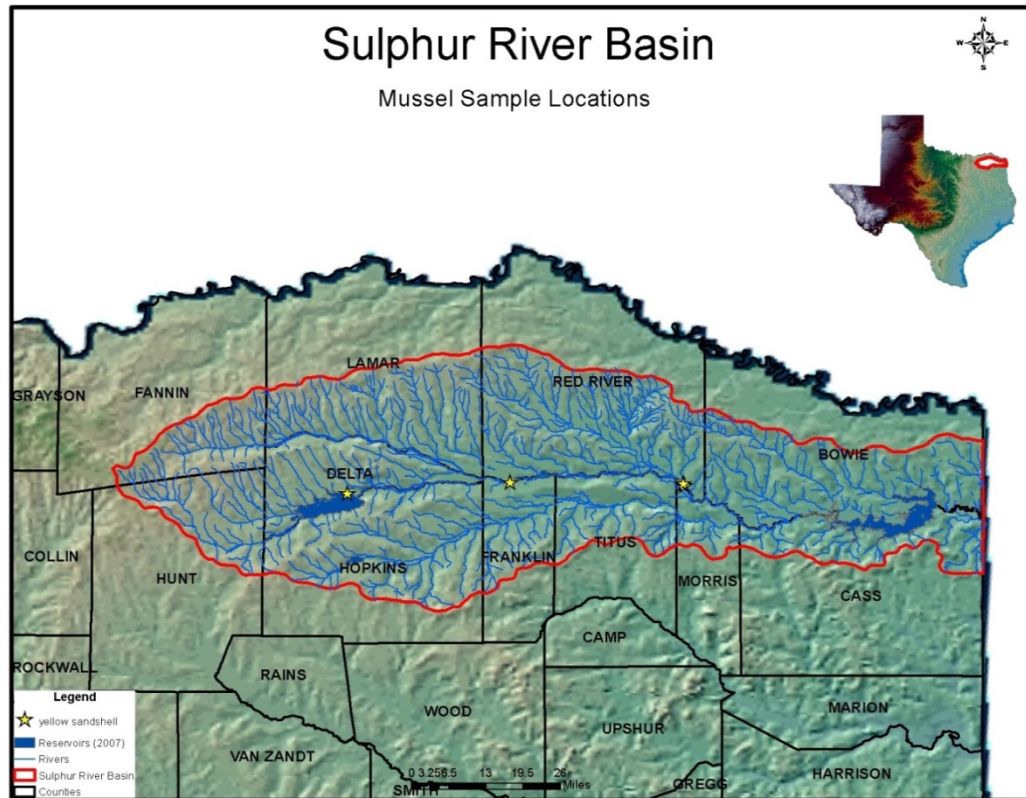 Sulphur River Basin
Mussel Sample Locations
N
W E
S
LAMAR
RED RIVER
GRAYSON
FANNIN
BOWIE
DELTA
COLLIN
HUNT
HOPKINS
FRANKLIN
TITUS
MORRIS
CASS
CAMP
ROCKWALL
RAINS
WOOD
UPSHUR
MARION
VAN ZANDT
SMITH
GREGG
HARRISON
Legend
yellow sandshell
Reservoirs (2007)
Rivers
Sulphur River Basin
Counties
0 3.25 6.5 13 19.5 26
Miles